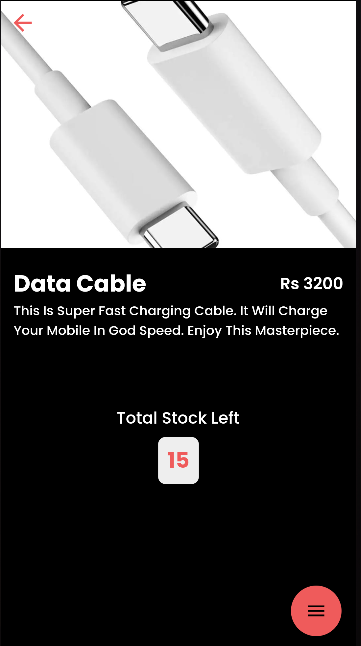 Data Cable
Rs 3200
This Is Super Fast Charging Cable. It Will Charge
Your Mobile In God Speed. Enjoy This Masterpiece.
Total Stock Left
15